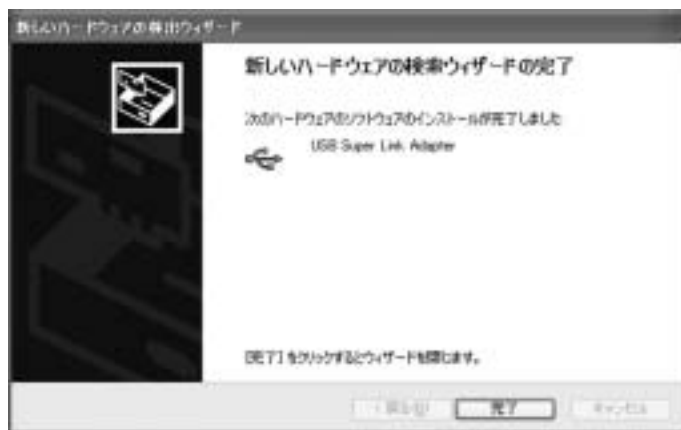 新しいハードウェアの検出ウィザード
新しいハードウェアの検索ウィザードの完了
次のハードウェアのソフトウェアのインストールが完了しました
USB Super Link Adapter
[完了] をクリックするとウィザードを閉じます。
< 戻る(B)
完了
キャンセル